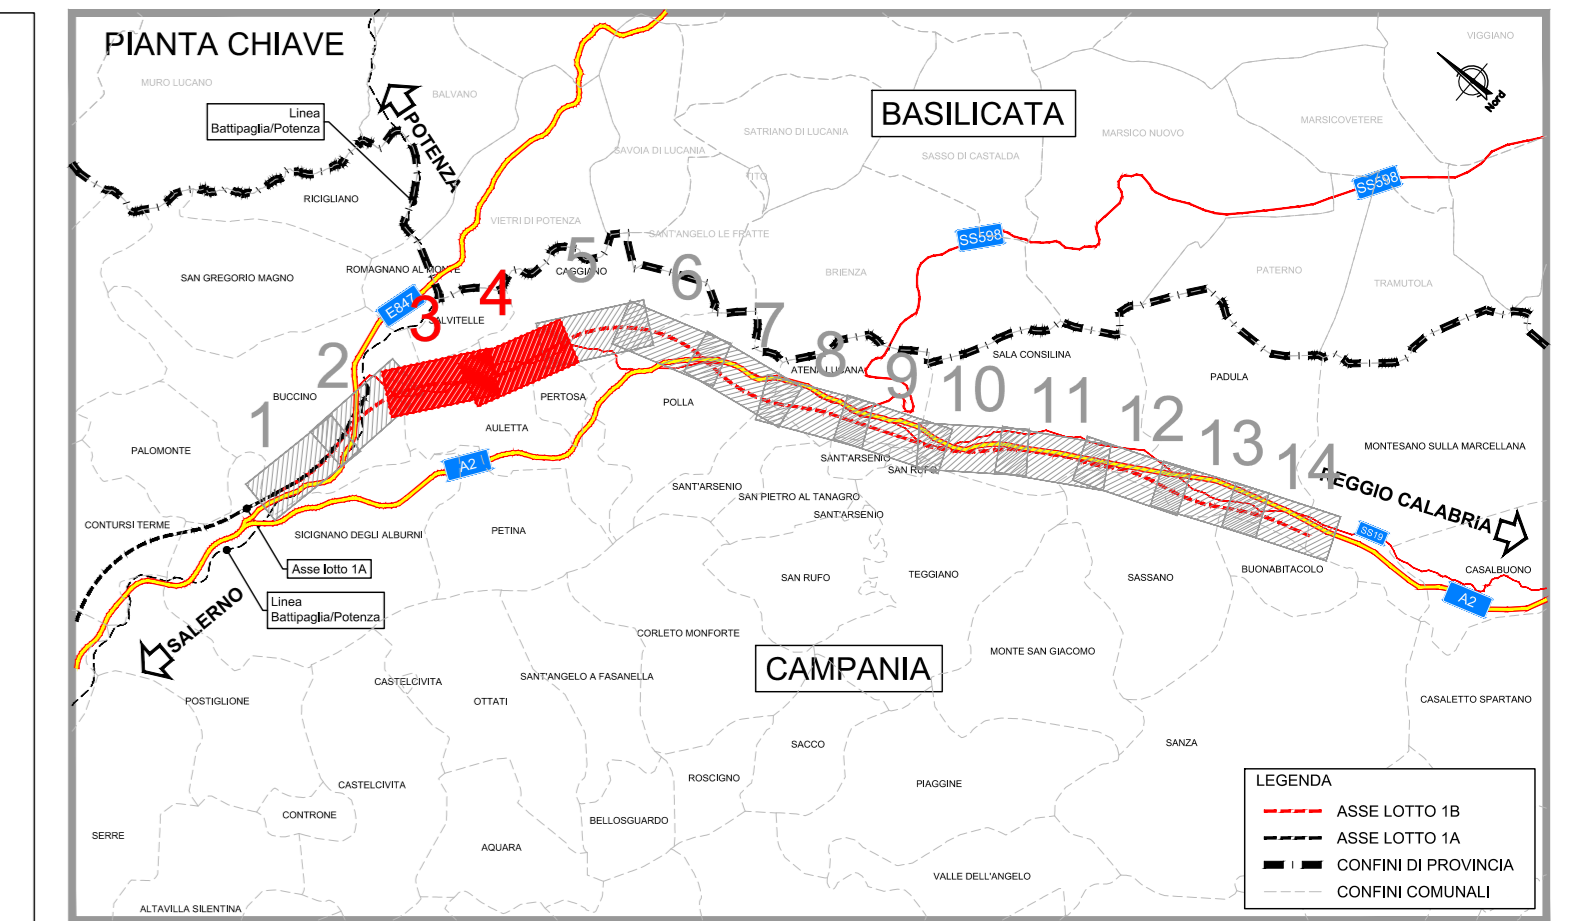 PIANTA CHIAVE
VIGGIANO
MURO LUCANO
BALVANO
Linea
Battipaglia/Potenza
POTENZA
BASILICATA
Nord
SATRIANO DI LUCANIA
MARSICO NUOVO
MARSICOVETERE
SAVOIA DI LUCANIA
SASSO DI CASTALDA
TITO
SS598
RICIGLIANO
VIETRI DI POTENZA
SANT'ANGELO LE FRATTE
SS598
5
6
SAN GREGORIO MAGNO
ROMAGNANO AL MONTE
CAGGIANO
BRIENZA
PATERNO
TRAMUTOLA
E847
3
4
SALVITELLE
7
8
9
2
ATENA LUCANA
SALA CONSILINA
PADULA
BUCCINO
PERTOSA
POLLA
1
10
11
12
13
14
AULETTA
PALOMONTE
MONTESANO SULLA MARCELLANA
A2
SANT'ARSENIO
SAN RUFO
SANT'ARSENIO
SAN PIETRO AL TANAGRO
SANT'ARSENIO
REGGIO CALABRiA
CONTURSI TERME
SICIGNANO DEGLI ALBURNI
PETINA
SS19
Asse lotto 1A
SAN RUFO
TEGGIANO
SASSANO
BUONABITACOLO
CASALBUONO
A2
Linea
Battipaglia/Potenza
SALERNO
CORLETO MONFORTE
MONTE SAN GIACOMO
CAMPANIA
POSTIGLIONE
CASTELCIVITA
SANT'ANGELO A FASANELLA
OTTATI
CASALETTO SPARTANO
SACCO
SANZA
ROSCIGNO
PIAGGINE
CASTELCIVITA
CONTRONE
BELLOSGUARDO
SERRE
AQUARA
VALLE DELL'ANGELO
ALTAVILLA SILENTINA
LEGENDA
ASSE LOTTO 1B
ASSE LOTTO 1A
CONFINI DI PROVINCIA
CONFINI COMUNALI